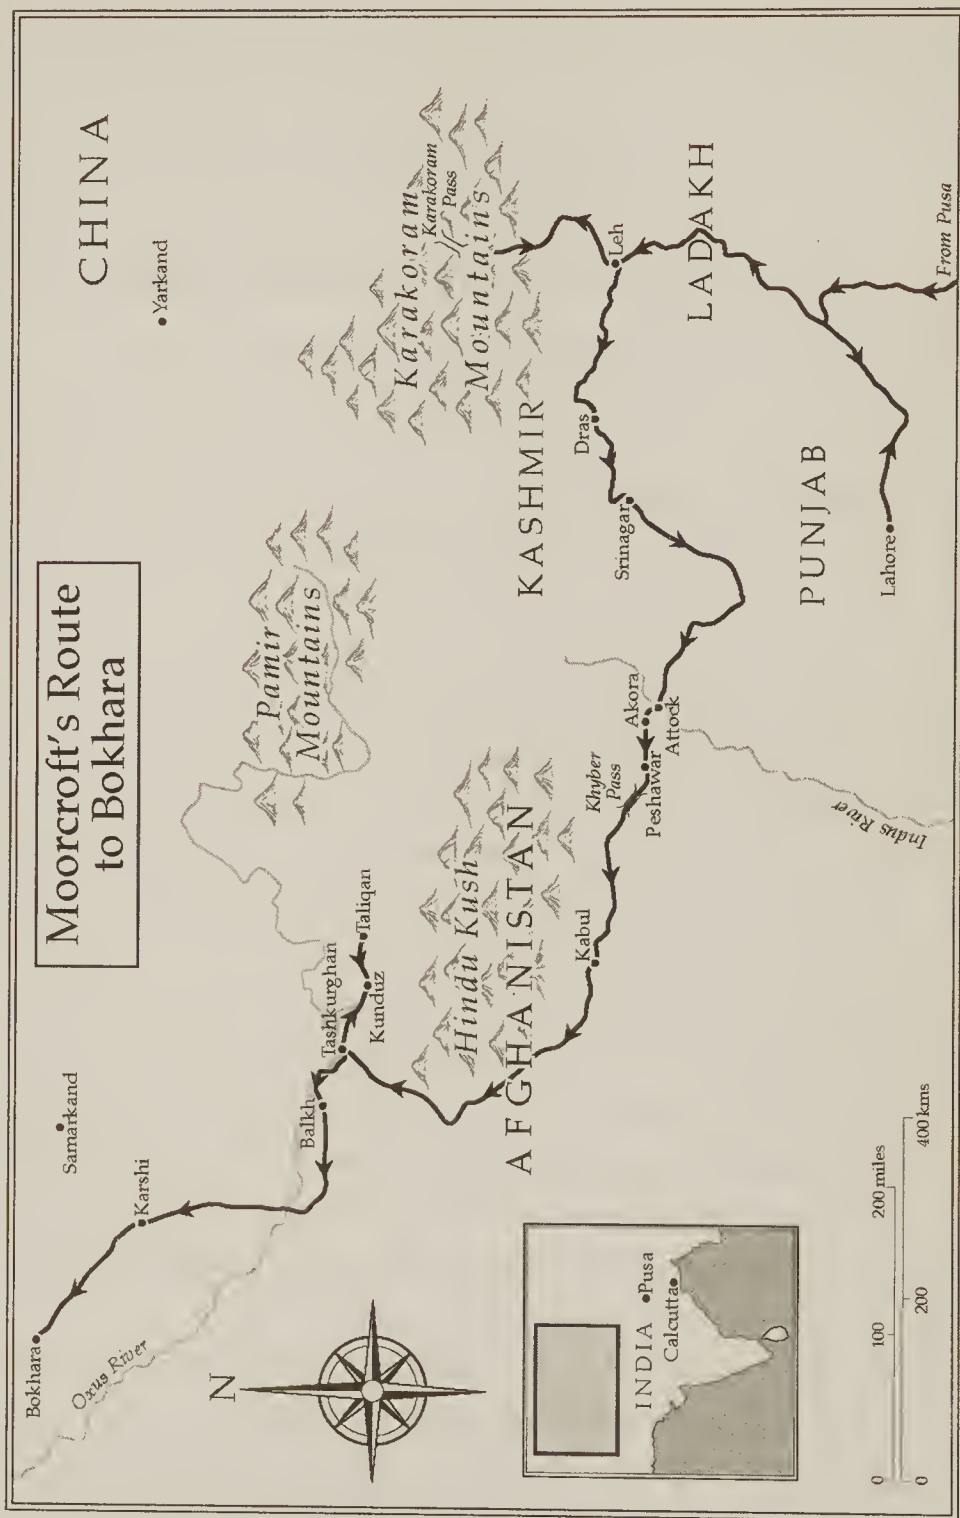 Moorcroft's Route
to Bokhara
CHINA
Samarkand
Yarkand
Bokhara
Karshi
Oxus River
Pamir
Mountains
Balkh
Tashkurghan
Kunduz
Taliqan
Karakoram
Mountains
Karakoram
Pass
Hindu Kush
AFGHANISTAN
KASHMIR
Kabul
Khyber
Pass
Peshawar
Akora
Attock
Srinagar
Dras
Leh
LADAKH
PUNJAB
Lahore
Indus River
From Pusa
N
INDIA
Pusa
Calcutta
0
100
200 miles
0
200
400 kms